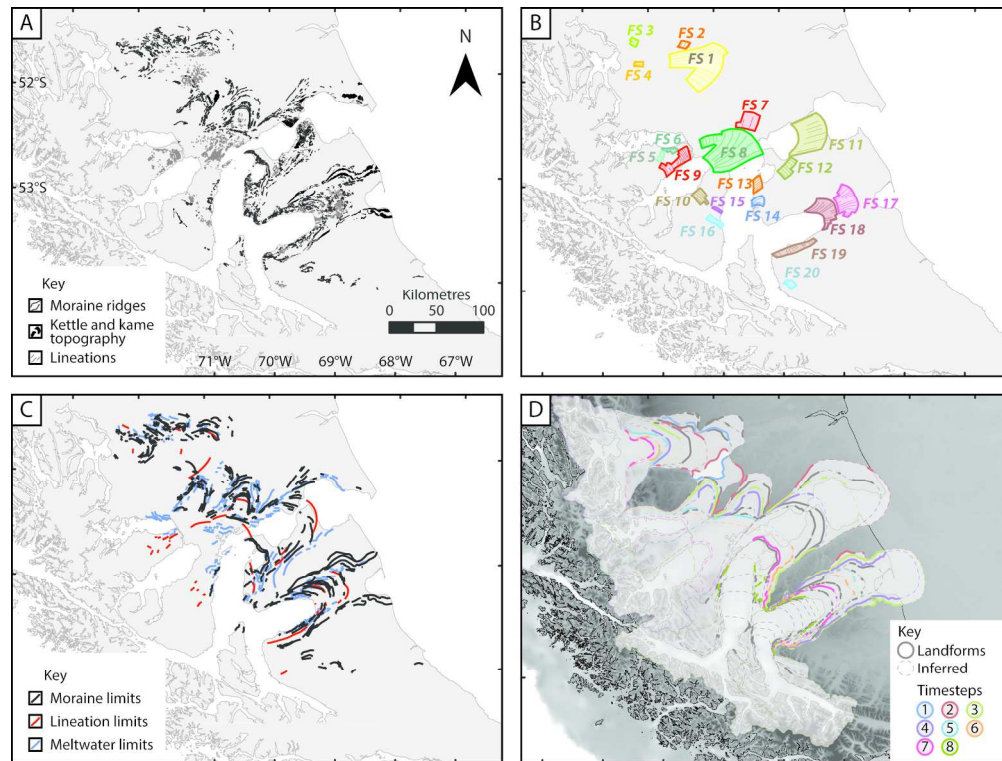 A
N
52°S
53°S
Key
Moraine ridges
Kettle and kame
topography
Lineations
Kilometres
0 50 100
71°W 70°W 69°W 68°W 67°W
B
FS 3
FS 2
FS 1
FS 4
FS 7
FS 6
FS 5
FS 8
FS 11
FS 9
FS 12
FS 13
FS 10
FS 15
FS 14
FS 17
FS 16
FS 18
FS 19
FS 20
C
Key
Moraine limits
Lineation limits
Meltwater limits
D
Key
Landforms
Inferred
Timesteps
1 2 3
4 5 6
7 8